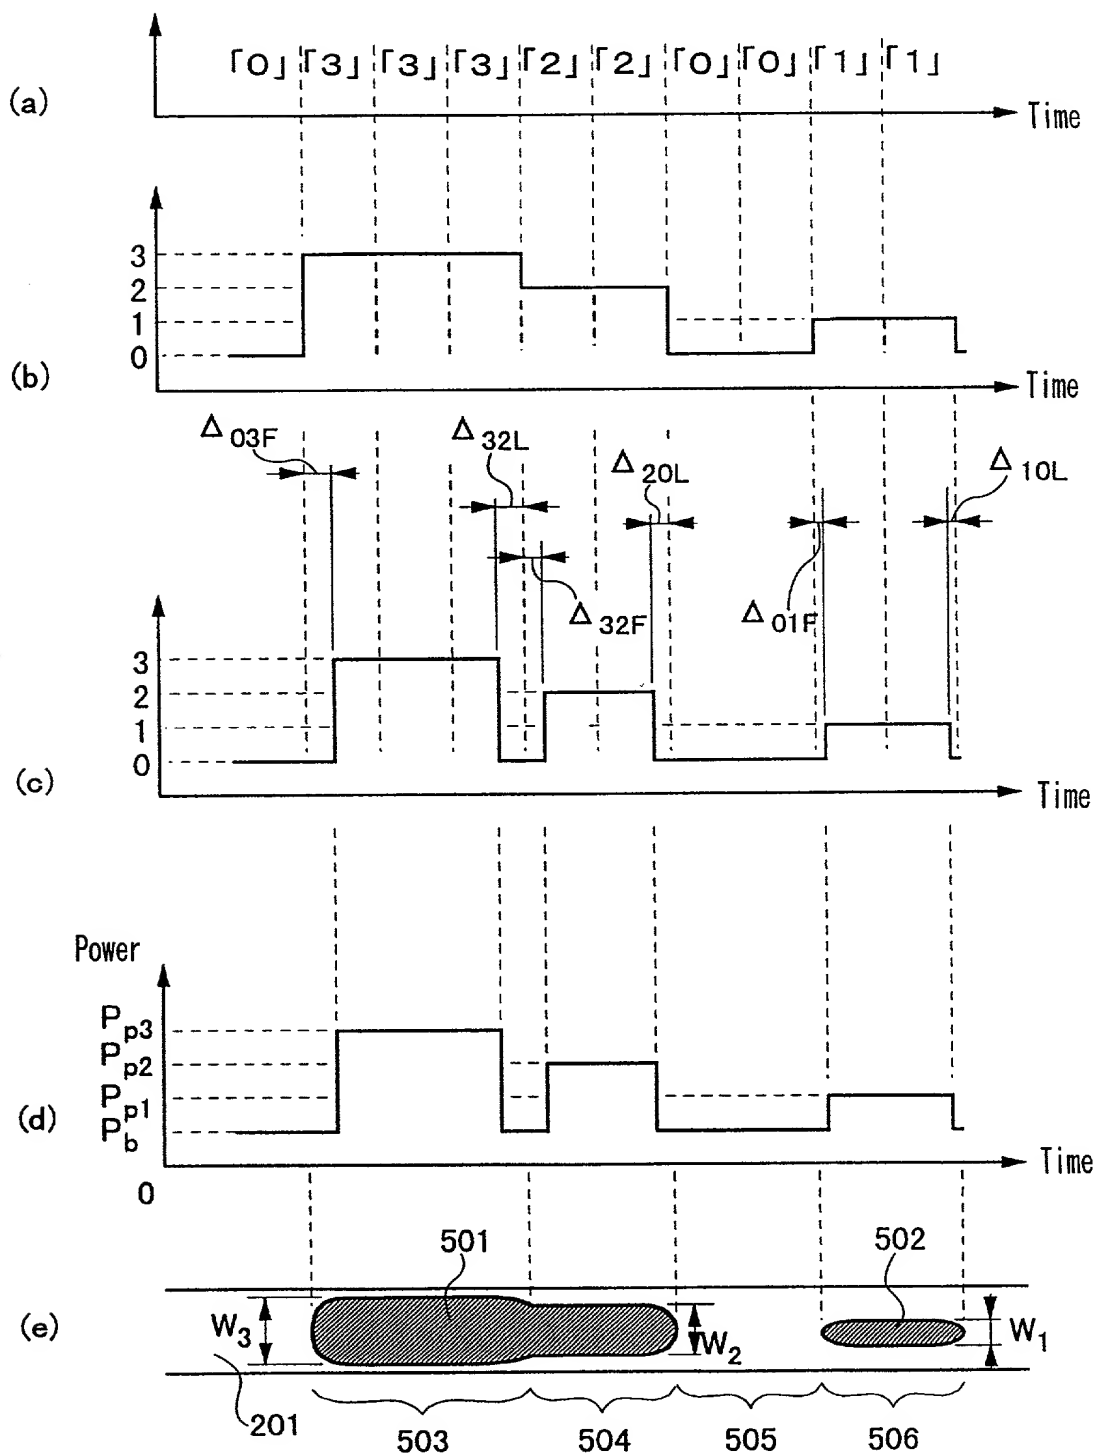 「0」「3」「3」「3」「2」「2」「0」「0」「1」「1」
(a)
Time
3
2
1
0
(b)
Time
Δ03F
Δ32L
Δ20L
Δ10L
Δ32F
Δ01F
3
2
1
0
(c)
Time
Power
Pp3
Pp2
Pp1
Pb
(d)
Time
0
501
502
(e)
W3
W2
W1
201
503
504
505
506